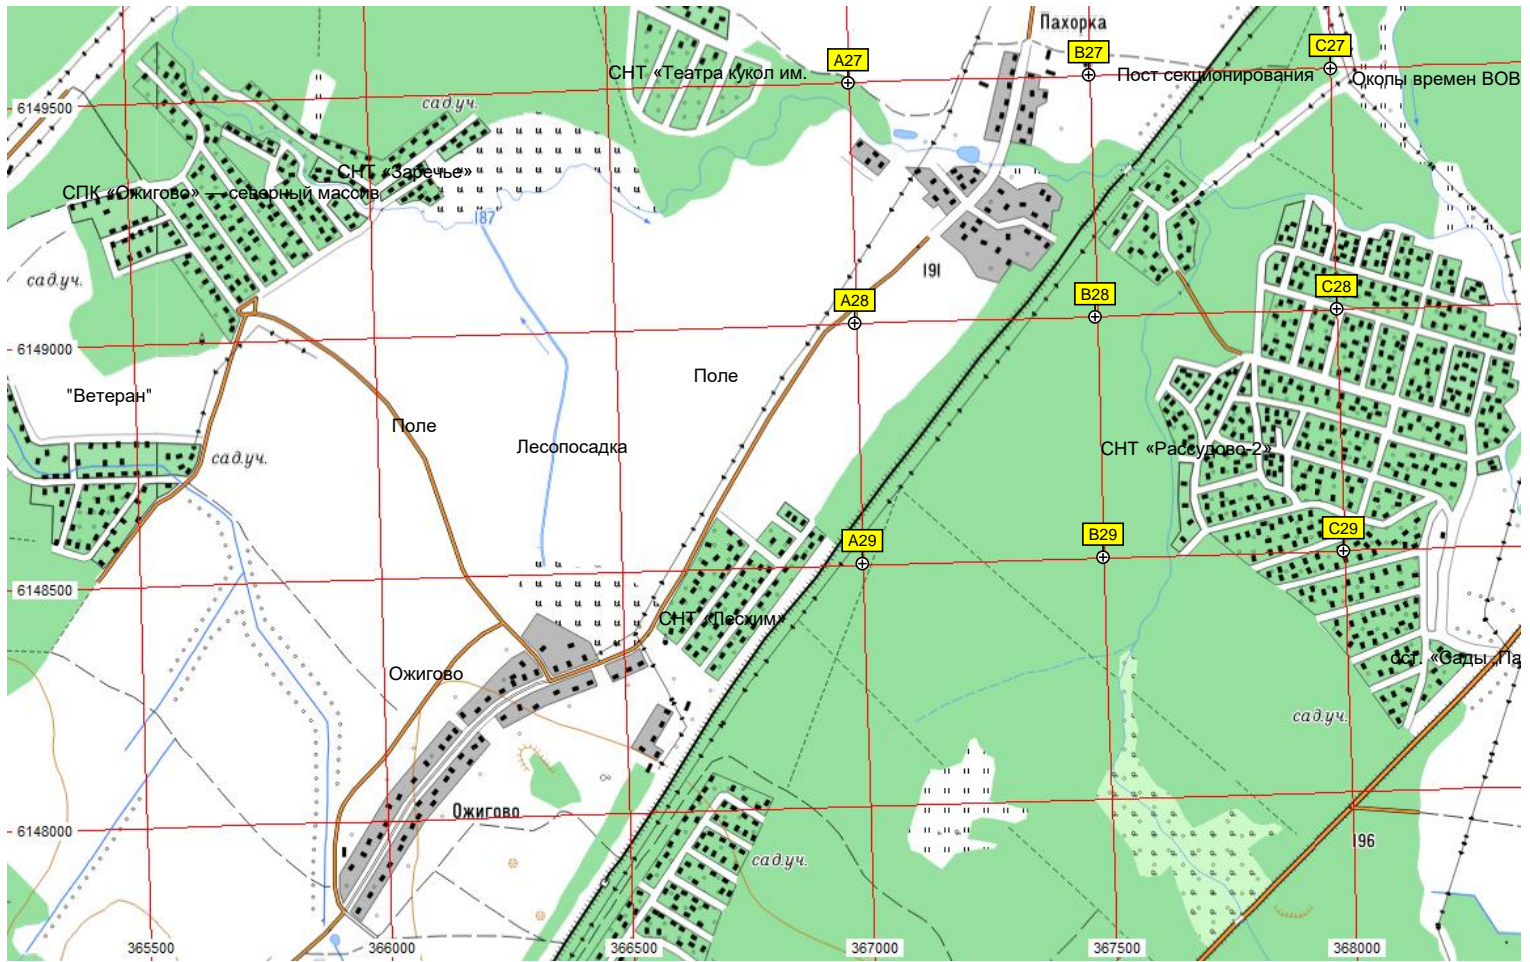 Пахорка
A27
B27
C27
СНТ «Театра кукол им.
Пост секционирования
Окопы времен ВОВ
6149500
сад.уч.
СНТ «Заречье»
СПК «Ожигово» — северный массив
187
191
сад.уч.
A28
B28
C28
6149000
Поле
"Ветеран"
Поле
Лесопосадка
СНТ «Рассудово-2»
сад.уч.
A29
B29
C29
6148500
СНТ «Лесхим»
Ожигово
сст. «Сады „Па
сад.уч.
Ожигово
6148000
196
сад.уч.
365500
366000
366500
367000
367500
368000